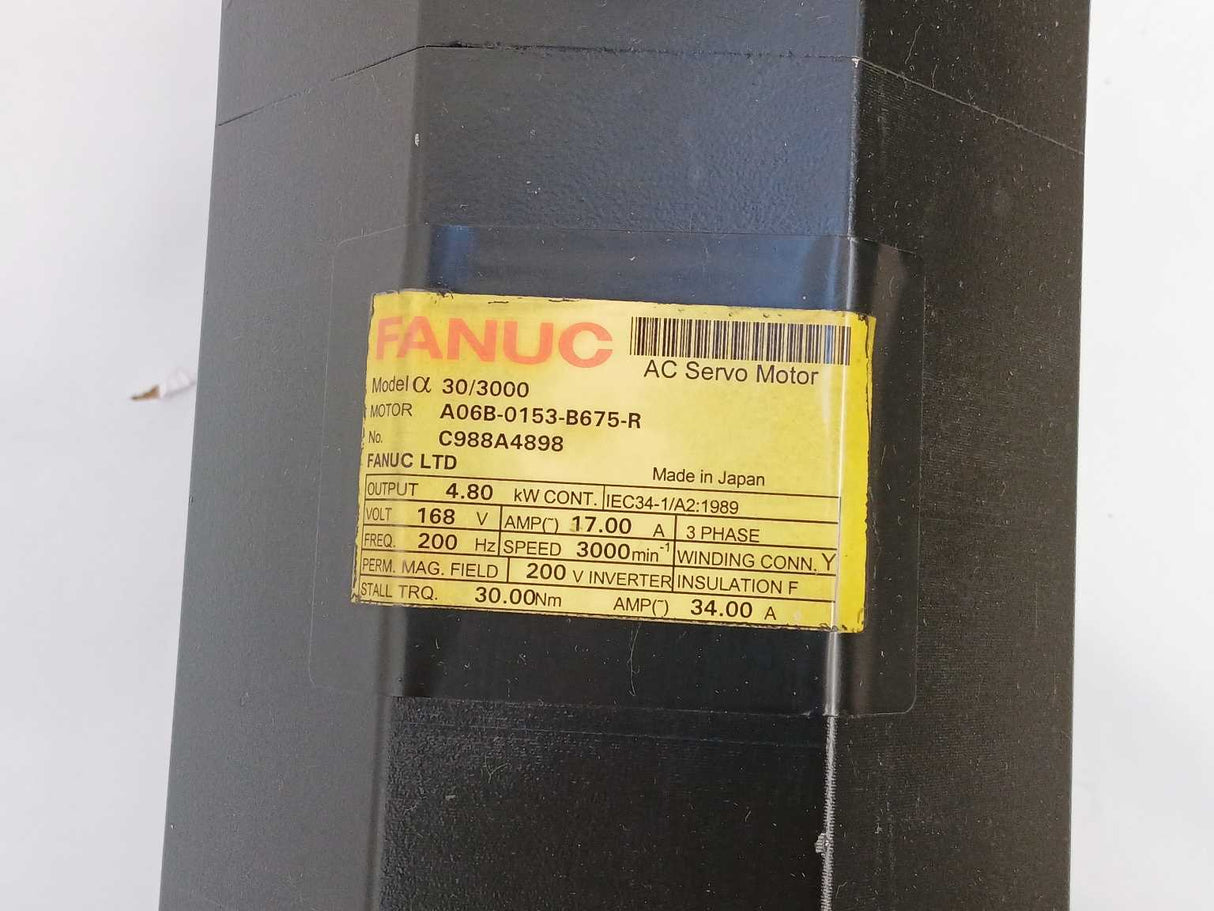 FANUC
AC Servo Motor
Model α 30/3000
MOTOR A06B-0153-B675-R
No. C988A4898
FANUC LTD
Made in Japan
OUTPUT 4.80 kW CONT. IEC34-1/A2:1989
VOLT 168 V AMP(~) 17.00 A 3 PHASE
FREQ. 200 Hz SPEED 3000min⁻¹ WINDING CONN. Y
PERM. MAG. FIELD 200 V INVERTER INSULATION F
STALL TRQ. 30.00Nm AMP(~) 34.00 A